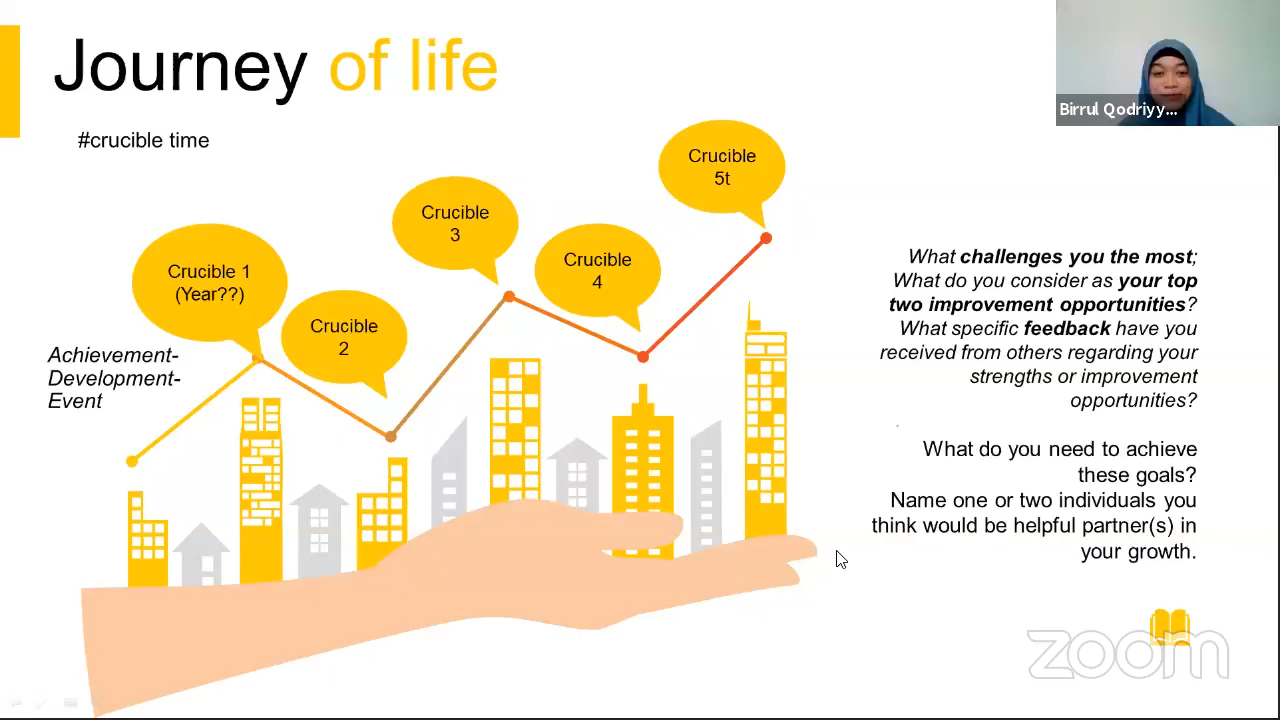 Journey of life
#crucible time
Birrul Qodriyy...
Crucible 1
(Year??)
Crucible
2
Crucible
3
Crucible
4
Crucible
5t
Achievement-
Development-
Event
What challenges you the most;
What do you consider as your top
two improvement opportunities?
What specific feedback have you
received from others regarding your
strengths or improvement
opportunities?
What do you need to achieve
these goals?
Name one or two individuals you
think would be helpful partner(s) in
your growth.
zoom